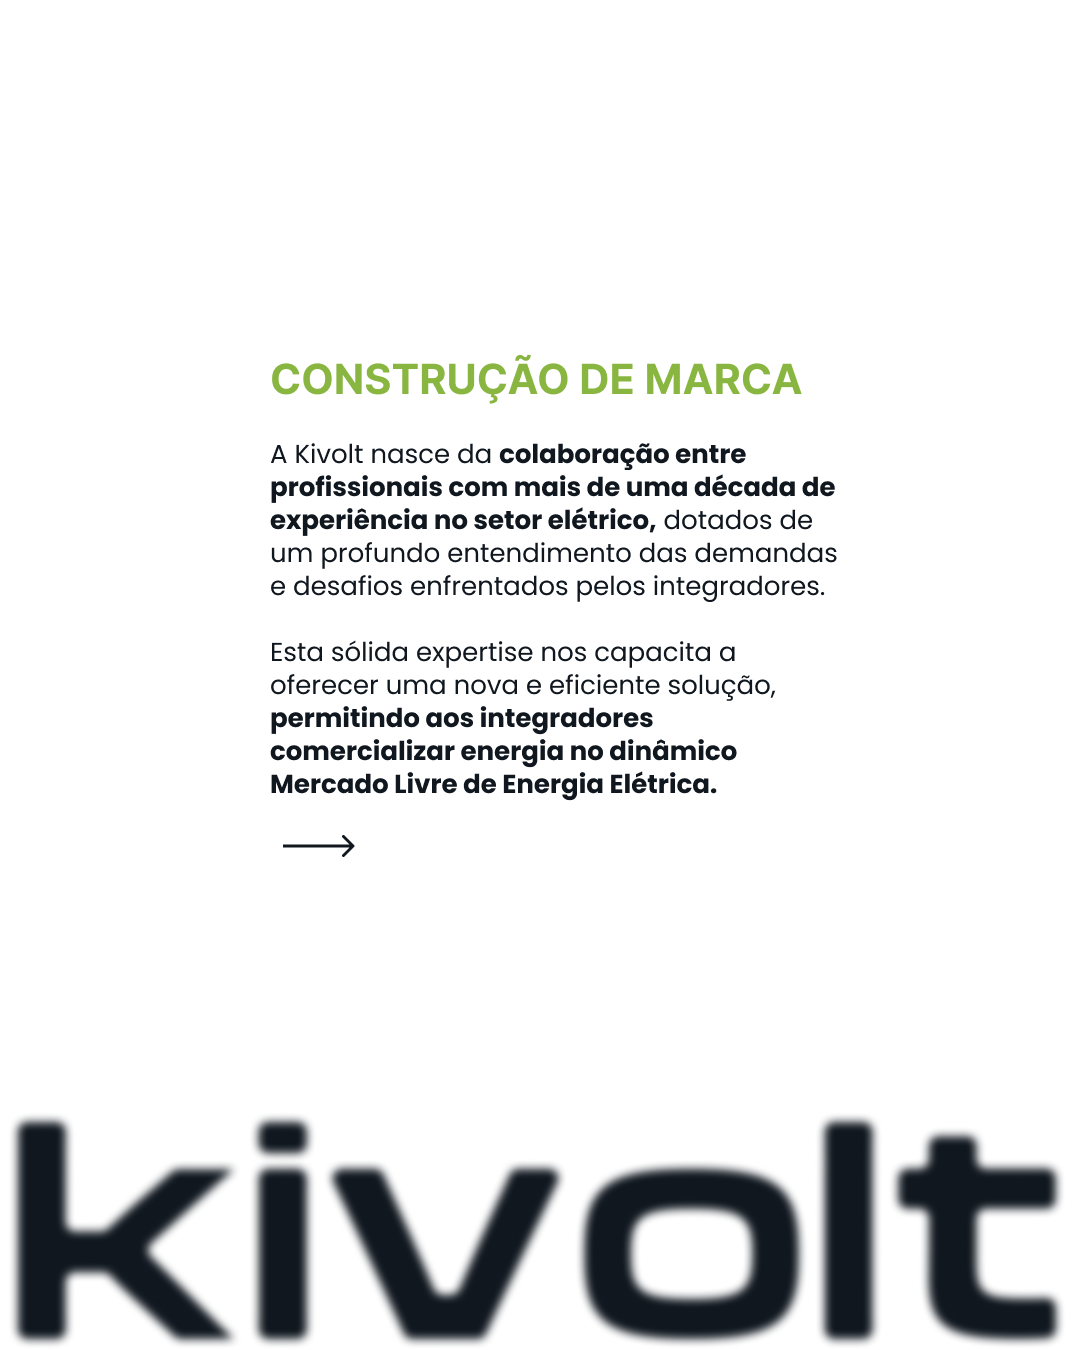 CONSTRUÇÃO DE MARCA
A Kivolt nasce da colaboração entre
profissionais com mais de uma década de
experiência no setor elétrico, dotados de
um profundo entendimento das demandas
e desafios enfrentados pelos integradores.
Esta sólida expertise nos capacita a
oferecer uma nova e eficiente solução,
permitindo aos integradores
comercializar energia no dinâmico
Mercado Livre de Energia Elétrica.
kivolt